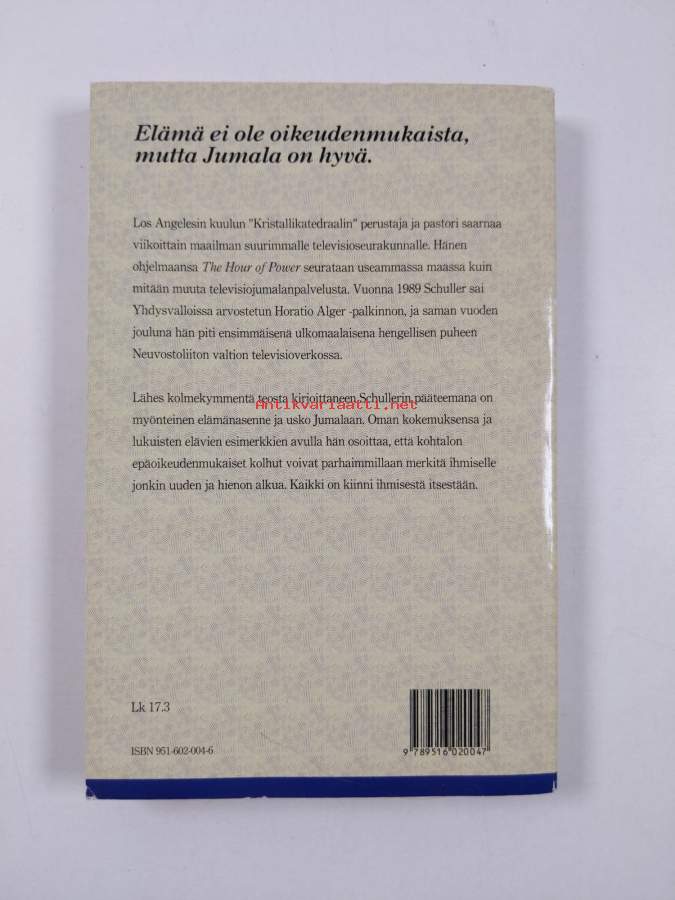 Elämä ei ole oikeudenmukaista,
mutta Jumala on hyvä.
Los Angelesin kuulun "Kristallikatedraalin" perustaja ja pastori saarnaa
viikoittain maailman suurimmalle televisioseurakunnalle. Hänen
ohjelmaansa The Hour of Power seurataan useammassa maassa kuin
mitään muuta televisiojumalanpalvelusta. Vuonna 1989 Schuller sai
Yhdysvalloissa arvostetun Horatio Alger -palkinnon, ja saman vuoden
jouluna hän piti ensimmäisenä ulkomaalaisena hengellisen puheen
Neuvostoliiton valtion televisioverkossa.
Lähes kolmekymmentä teosta kirjoittaneen Schullerin pääteemana on
Antikvariaatti.net
myönteinen elämänasenne ja usko Jumalaan. Oman kokemuksensa ja
lukuisten elävien esimerkkien avulla hän osoittaa, että kohtalon
epäoikeudenmukaiset kolhut voivat parhaimmillaan merkitä ihmiselle
jonkin uuden ja hienon alkua. Kaikki on kiinni ihmisestä itsestään.
Lk 17.3
ISBN 951-602-004-6
9 789516 020047